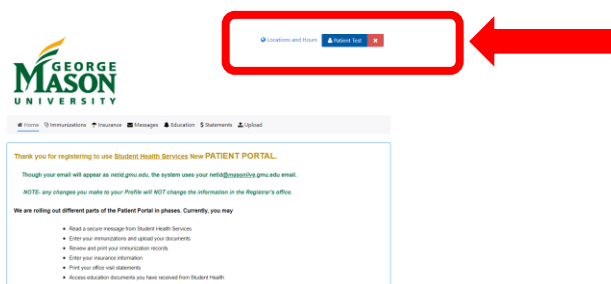 Locations and Hours Patient Test ×
GEORGE
MASON
UNIVERSITY
Home Immunizations Insurance Messages Education $ Statements Upload
Thank you for registering to use Student Health Services New PATIENT PORTAL.
Though your email will appear as netid.gmu.edu, the system uses your netid@masonlive.gmu.edu email.
NOTE- any changes you make to your Profile will NOT change the information in the Registrar's office.
We are rolling out different parts of the Patient Portal in phases. Currently, you may
• Read a secure message from Student Health Services
• Enter your immunizations and upload your documents
• Review and print your immunization records
• Enter your insurance information
• Print your office visit statements
• Access education documents you have received from Student Health